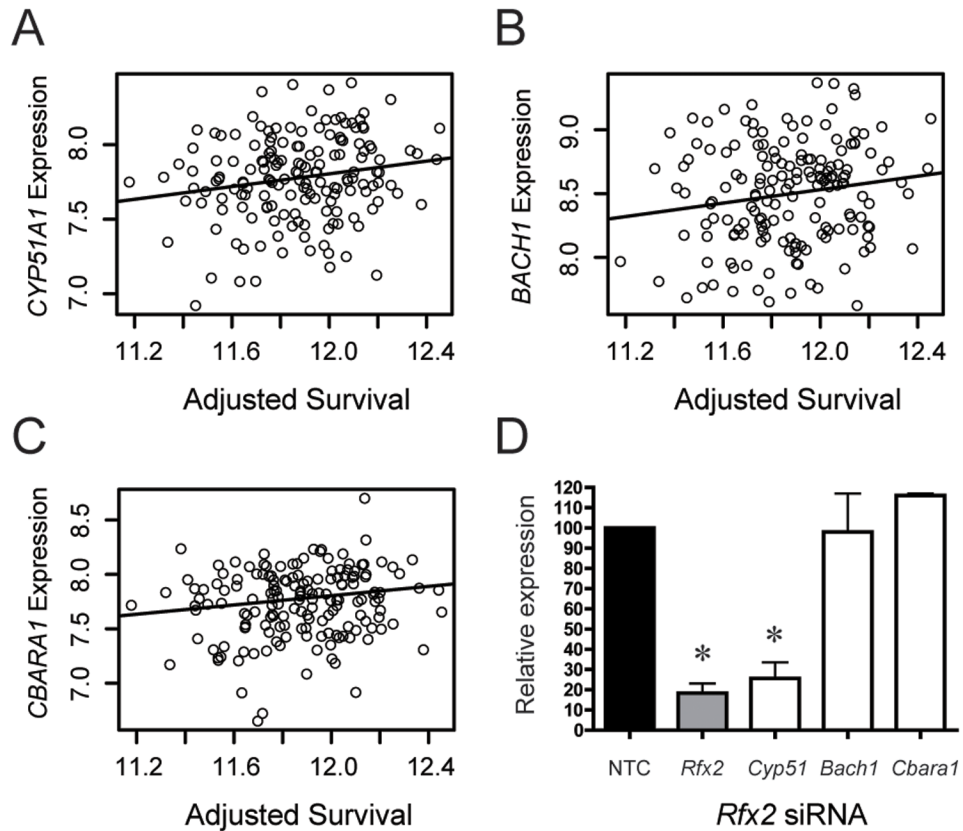 A
CYP51A1 Expression
8.0
7.5
7.0
11.2 11.6 12.0 12.4
Adjusted Survival
B
BACH1 Expression
9.0
8.5
8.0
11.2 11.6 12.0 12.4
Adjusted Survival
C
CBARA1 Expression
8.5
8.0
7.5
7.0
11.2 11.6 12.0 12.4
Adjusted Survival
D
Relative expression
120
110
100
90
80
70
60
50
40
30
20
10
0
* *
NTC Rfx2 Cyp51 Bach1 Cbara1
Rfx2 siRNA